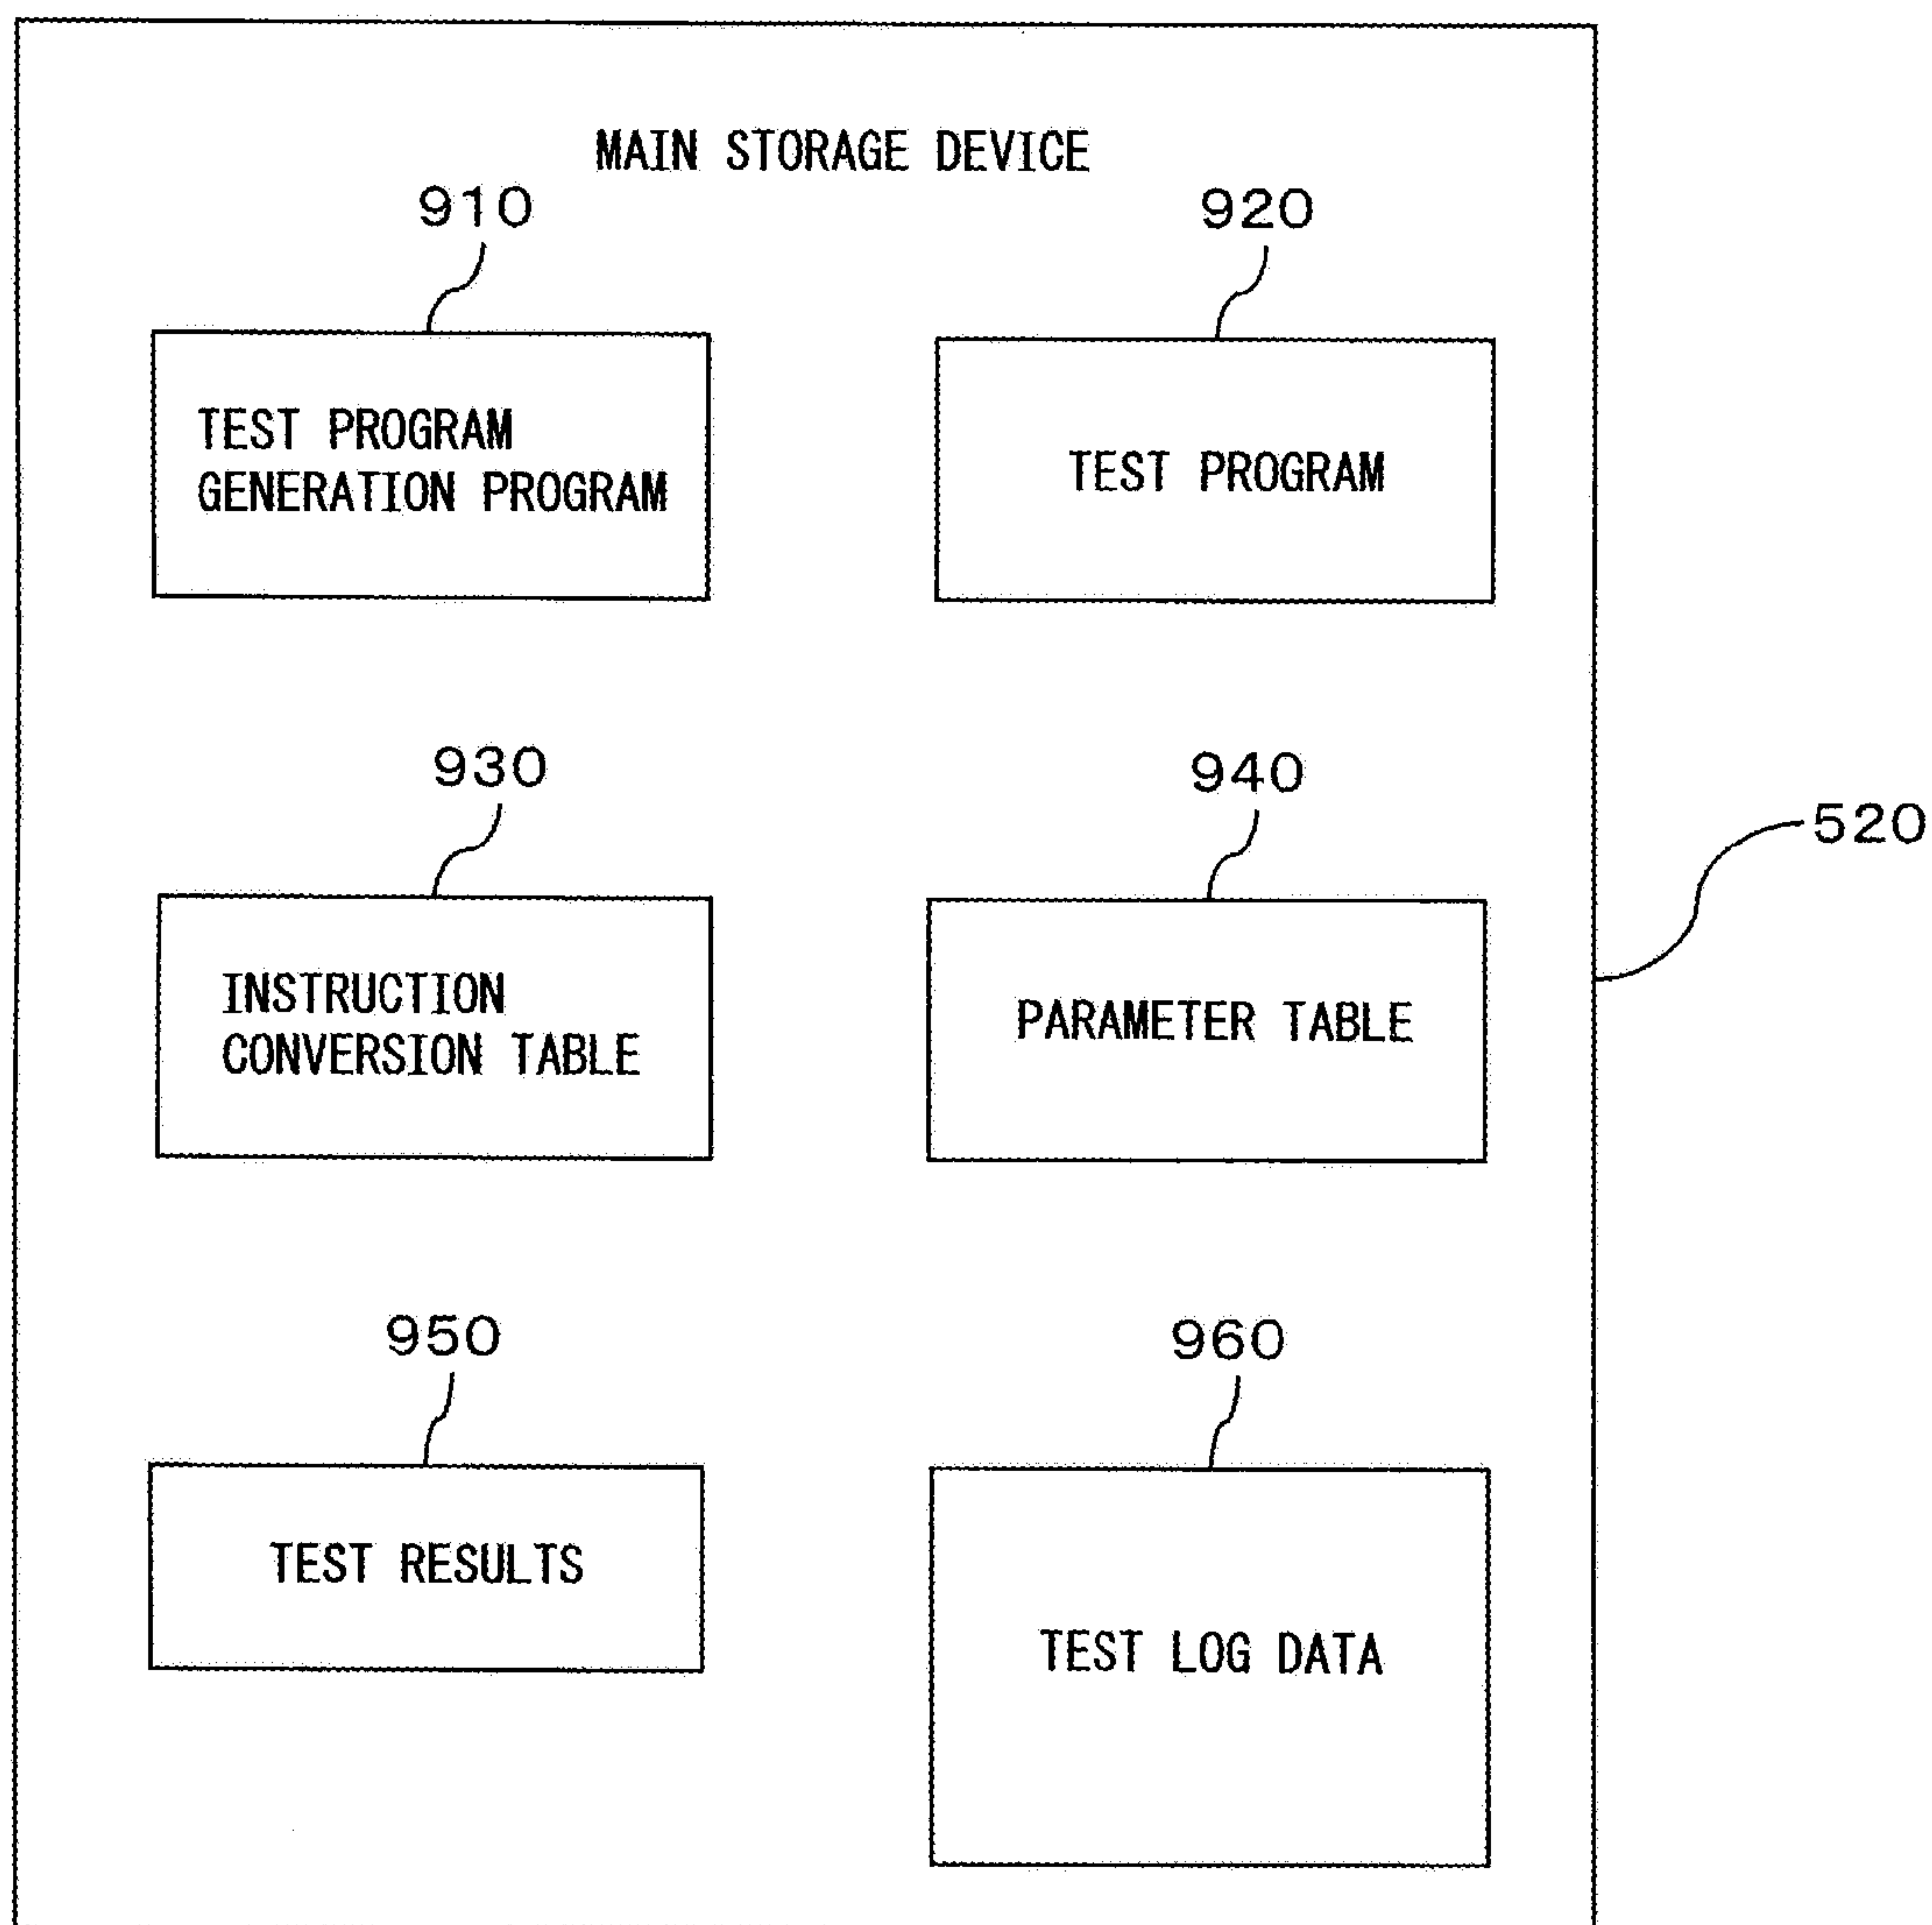 MAIN STORAGE DEVICE
910
920
TEST PROGRAM
GENERATION PROGRAM
TEST PROGRAM
930
940
520
INSTRUCTION
CONVERSION TABLE
PARAMETER TABLE
950
960
TEST RESULTS
TEST LOG DATA